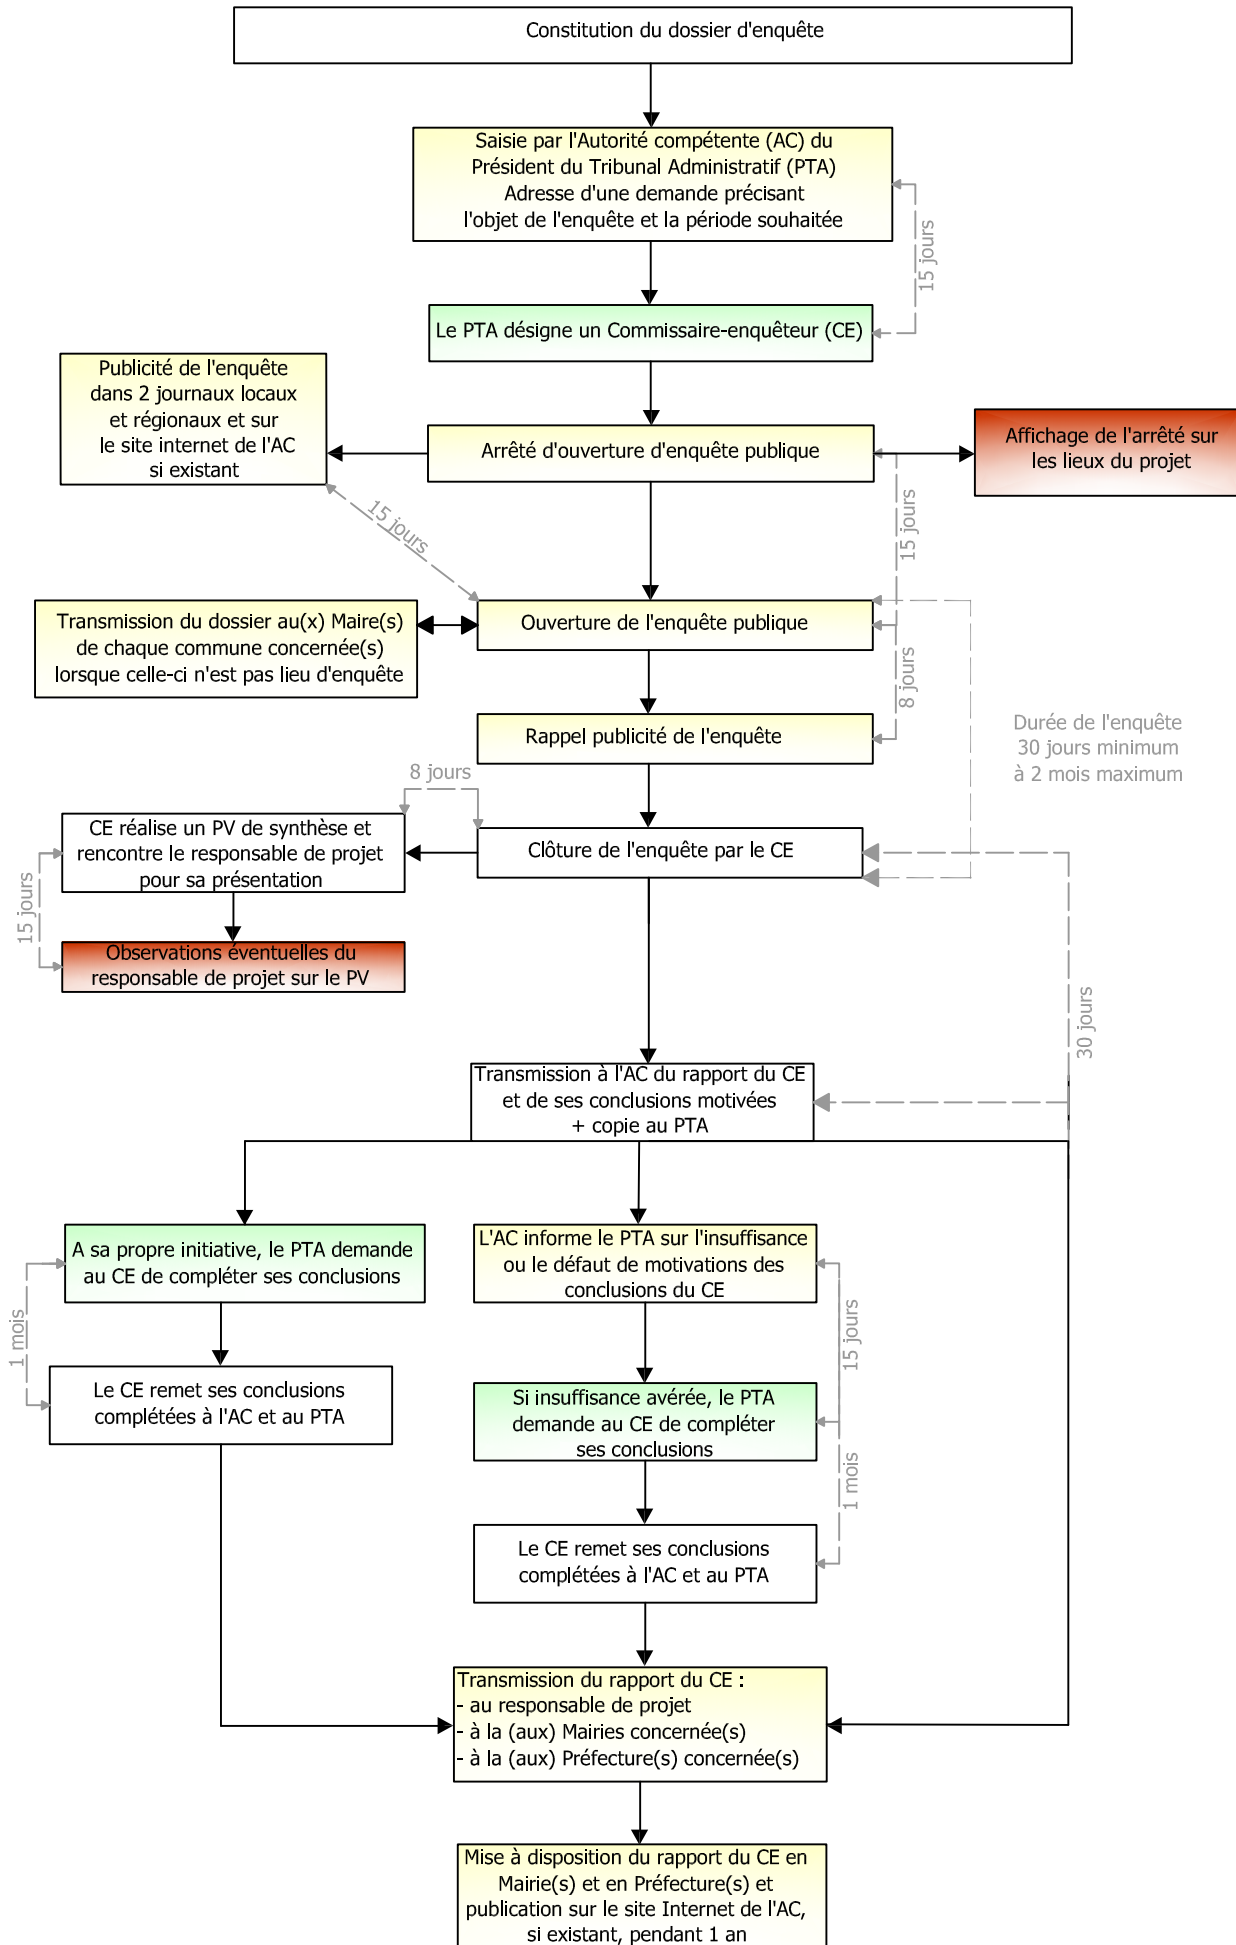 Constitution du dossier d'enquête
Saisie par l'Autorité compétente (AC) du
Président du Tribunal Administratif (PTA)
Adresse d'une demande précisant
l'objet de l'enquête et la période souhaitée
15 jours
Le PTA désigne un Commissaire-enquêteur (CE)
Publicité de l'enquête
dans 2 journaux locaux
et régionaux et sur
le site internet de l'AC
si existant
Arrêté d'ouverture d'enquête publique
Affichage de l'arrêté sur
les lieux du projet
15 jours
15 jours
Transmission du dossier au(x) Maire(s)
de chaque commune concernée(s)
lorsque celle-ci n'est pas lieu d'enquête
Ouverture de l'enquête publique
8 jours
Rappel publicité de l'enquête
Durée de l'enquête
30 jours minimum
à 2 mois maximum
8 jours
CE réalise un PV de synthèse et
rencontre le responsable de projet
pour sa présentation
Clôture de l'enquête par le CE
15 jours
Observations éventuelles du
responsable de projet sur le PV
30 jours
Transmission à l'AC du rapport du CE
et de ses conclusions motivées
+ copie au PTA
A sa propre initiative, le PTA demande
au CE de compléter ses conclusions
L'AC informe le PTA sur l'insuffisance
ou le défaut de motivations des
conclusions du CE
1 mois
15 jours
Le CE remet ses conclusions
complétées à l'AC et au PTA
Si insuffisance avérée, le PTA
demande au CE de compléter
ses conclusions
1 mois
Le CE remet ses conclusions
complétées à l'AC et au PTA
Transmission du rapport du CE :
- au responsable de projet
- à la (aux) Mairies concernée(s)
- à la (aux) Préfecture(s) concernée(s)
Mise à disposition du rapport du CE en
Mairie(s) et en Préfecture(s) et
publication sur le site Internet de l'AC,
si existant, pendant 1 an